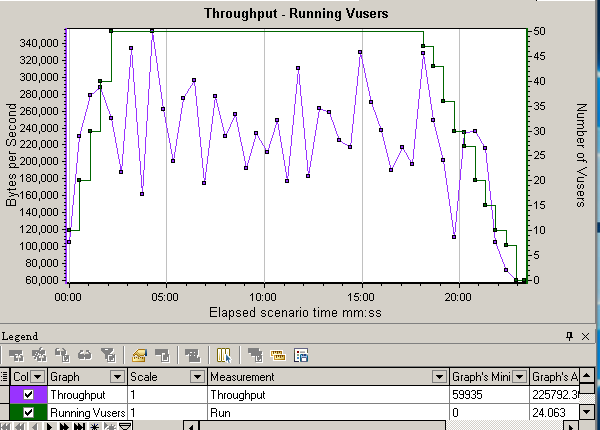 Throughput - Running Vusers
340,000
320,000
300,000
280,000
260,000
240,000
220,000
200,000
180,000
160,000
140,000
120,000
100,000
80,000
60,000
Bytes per Second
50
45
40
35
30
25
20
15
10
5
0
Number of Vusers
00:00 05:00 10:00 15:00 20:00
Elapsed scenario time mm:ss
Legend
Col Graph Scale Measurement Graph's Mini Graph's A
Throughput 1 Throughput 59935 225792.3
Running Vusers 1 Run 0 24.063